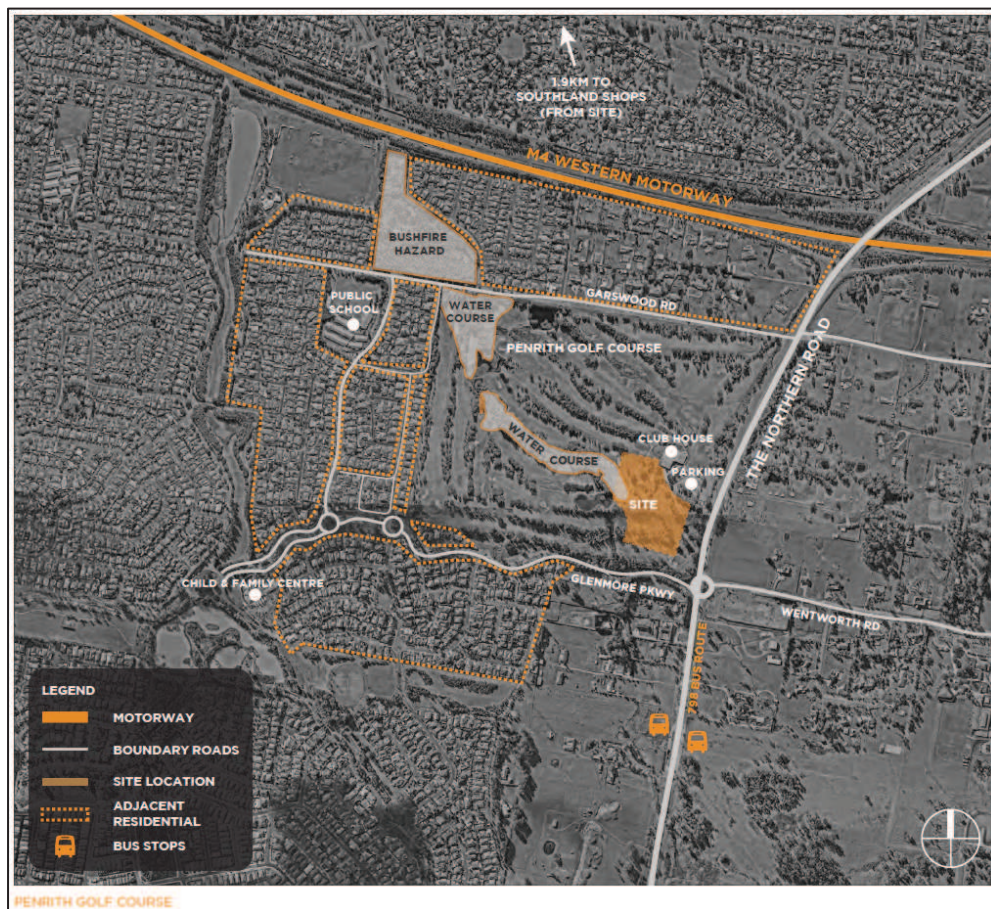 1.9KM TO
SOUTHLAND SHOPS
(FROM SITE)
M4 WESTERN MOTORWAY
BUSHFIRE
HAZARD
GARSWOOD RD
PUBLIC
SCHOOL
WATER
COURSE
PENRITH GOLF COURSE
THE NORTHERN ROAD
WATER
COURSE
CLUB HOUSE
PARKING
SITE
CHILD & FAMILY CENTRE
GLENMORE PKWY
WENTWORTH RD
798 BUS ROUTE
LEGEND
MOTORWAY
BOUNDARY ROADS
SITE LOCATION
ADJACENT
RESIDENTIAL
BUS STOPS
PENRITH GOLF COURSE